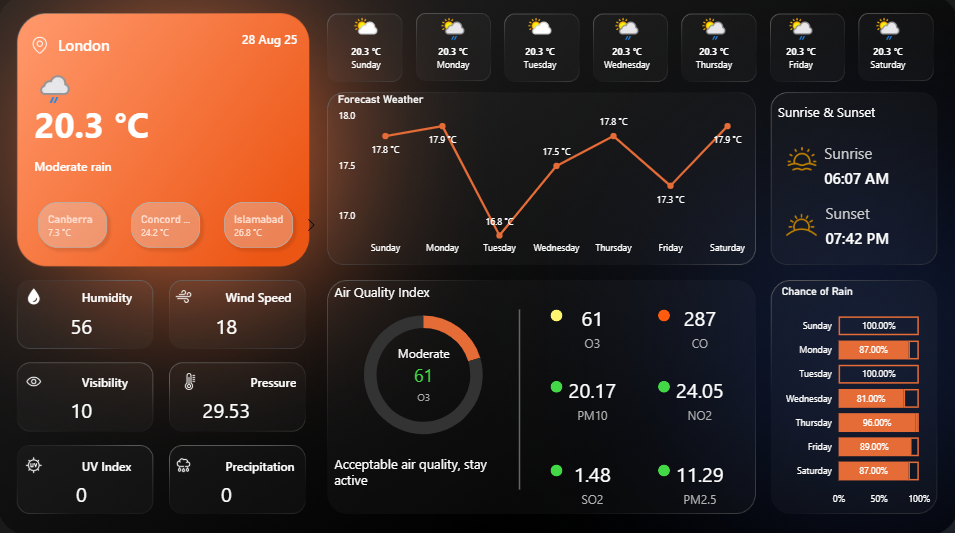 London
28 Aug 25
20.3 °C
Moderate rain
Canberra
7.3 °C
Concord ...
24.2 °C
Islamabad
26.8 °C
20.3 °C
Sunday
20.3 °C
Monday
20.3 °C
Tuesday
20.3 °C
Wednesday
20.3 °C
Thursday
20.3 °C
Friday
20.3 °C
Saturday
Forecast Weather
18.0
17.5
17.0
17.8 °C
17.9 °C
16.8 °C
17.5 °C
17.8 °C
17.3 °C
17.9 °C
Sunday Monday Tuesday Wednesday Thursday Friday Saturday
Sunrise & Sunset
Sunrise
06:07 AM
Sunset
07:42 PM
Humidity
56
Wind Speed
18
Visibility
10
Pressure
29.53
UV
UV Index
0
Precipitation
0
Air Quality Index
Moderate
61
O3
Acceptable air quality, stay
active
61
O3
287
CO
20.17
PM10
24.05
NO2
1.48
SO2
11.29
PM2.5
Chance of Rain
Sunday 100.00%
Monday 87.00%
Tuesday 100.00%
Wednesday 81.00%
Thursday 96.00%
Friday 89.00%
Saturday 87.00%
0% 50% 100%